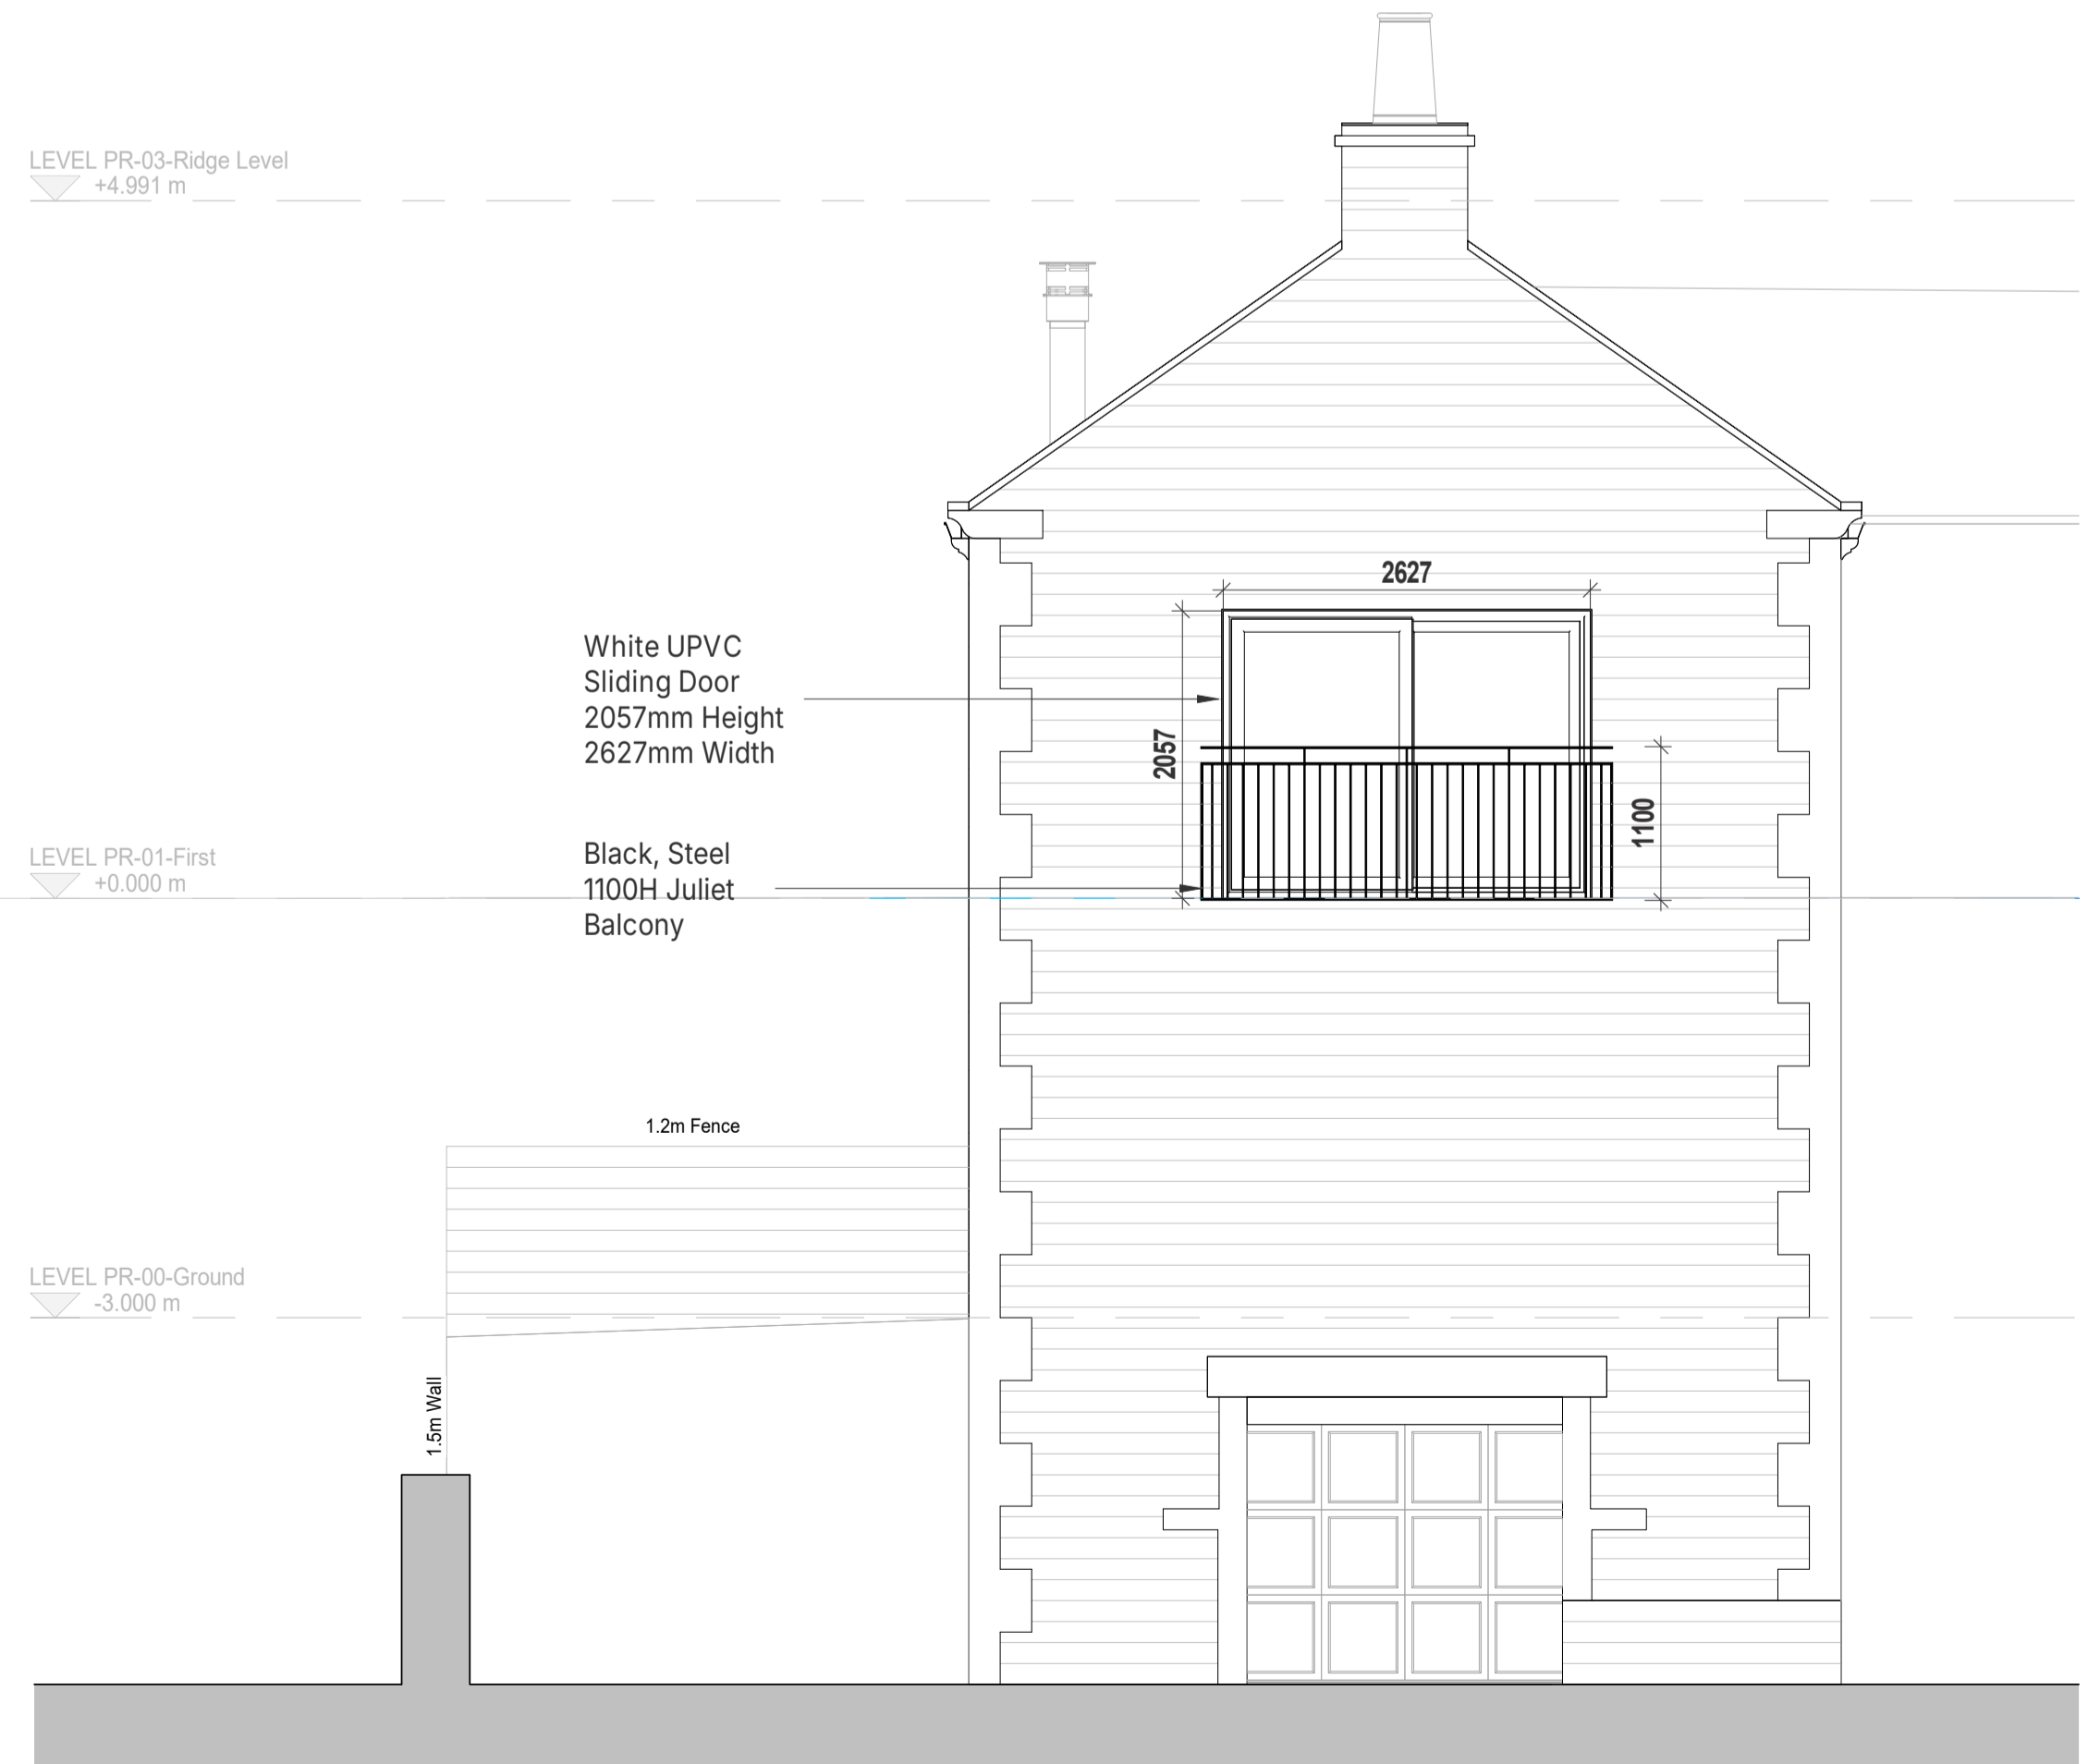 LEVEL PR-03-Ridge Level
+4.991 m
2627
White UPVC
Sliding Door
2057mm Height
2627mm Width
2057
1100
Black, Steel
1100H Juliet
Balcony
LEVEL PR-01-First
+0.000 m
1.2m Fence
LEVEL PR-00-Ground
-3.000 m
1.5m Wall